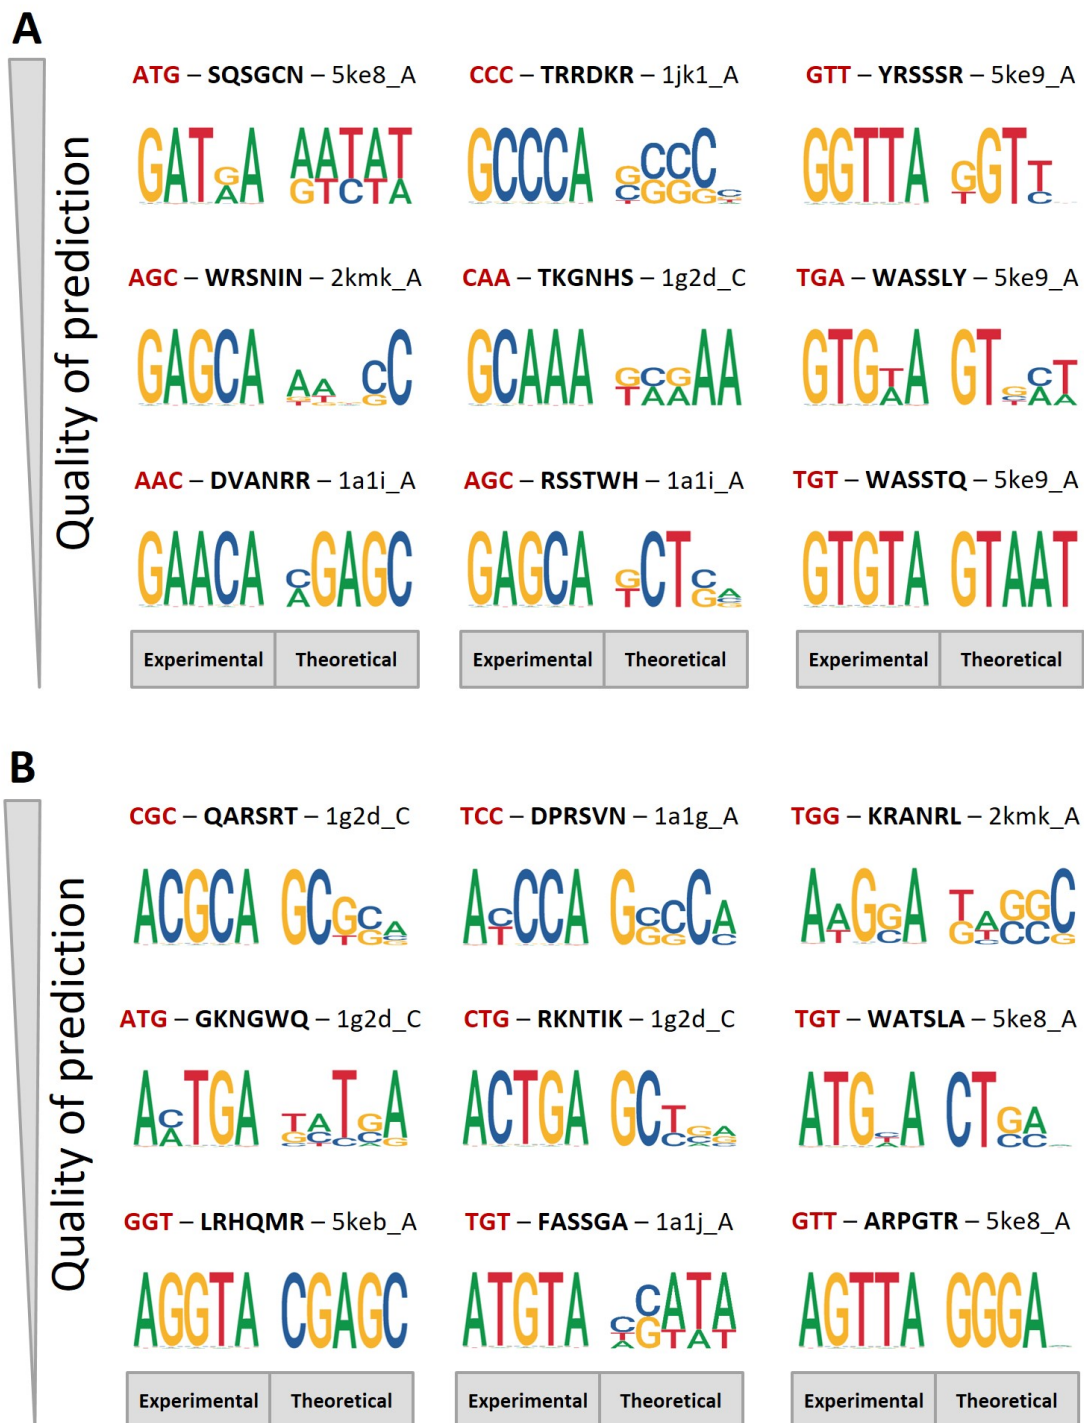 A
Quality of prediction
ATG – SQSGCN – 5ke8_A
CCC – TRRDKR – 1jk1_A
GTT – YRSSSR – 5ke9_A
AGC – WRSNIN – 2kmk_A
CAA – TKGNHS – 1g2d_C
TGA – WASSLY – 5ke9_A
AAC – DVANRR – 1a1i_A
AGC – RSSTWH – 1a1i_A
TGT – WASSTQ – 5ke9_A
Experimental Theoretical
Experimental Theoretical
Experimental Theoretical
B
Quality of prediction
CGC – QARSRT – 1g2d_C
TCC – DPRSVN – 1a1g_A
TGG – KRANRL – 2kmk_A
ATG – GKNGWQ – 1g2d_C
CTG – RKNTIK – 1g2d_C
TGT – WATSLA – 5ke8_A
GGT – LRHQMR – 5keb_A
TGT – FASSGA – 1a1j_A
GTT – ARPGTR – 5ke8_A
Experimental Theoretical
Experimental Theoretical
Experimental Theoretical